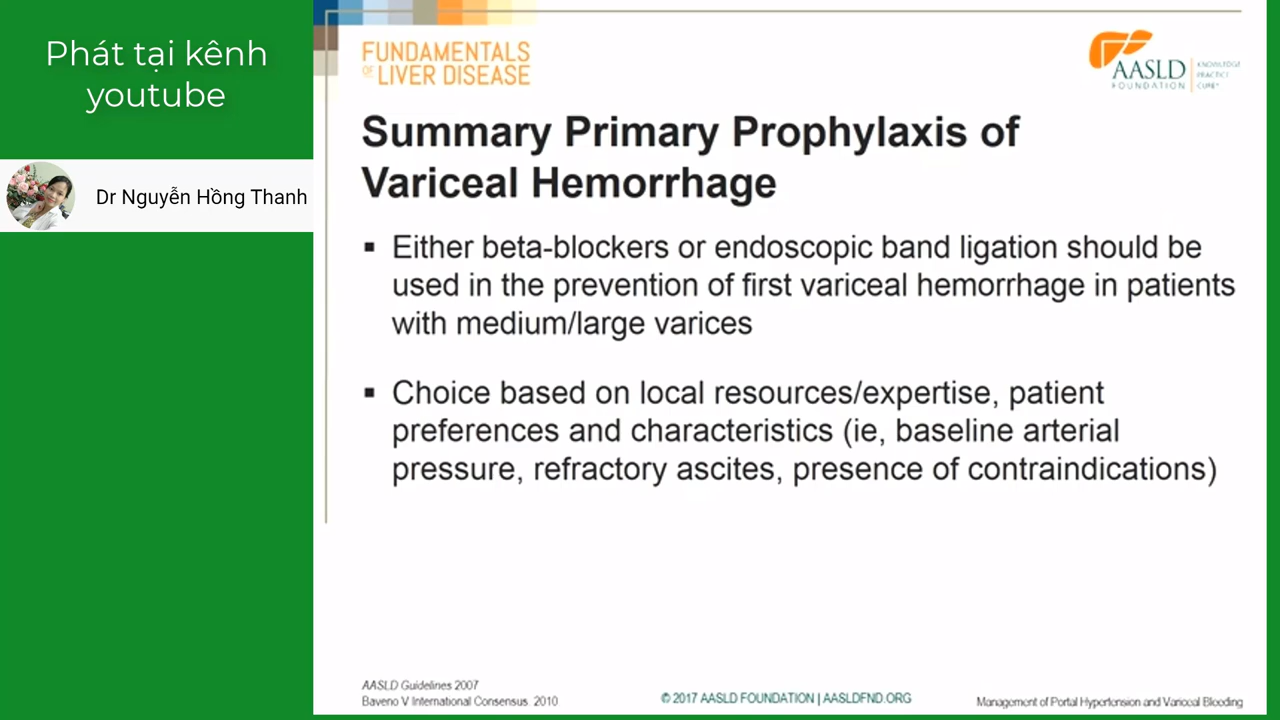 Phát tại kênh
youtube
Dr Nguyễn Hồng Thanh
FUNDAMENTALS
OF LIVER DISEASE
AASLD
FOUNDATION
KNOWLEDGE
PRACTICE
CURE
Summary Primary Prophylaxis of
Variceal Hemorrhage
▪ Either beta-blockers or endoscopic band ligation should be
used in the prevention of first variceal hemorrhage in patients
with medium/large varices
▪ Choice based on local resources/expertise, patient
preferences and characteristics (ie, baseline arterial
pressure, refractory ascites, presence of contraindications)
AASLD Guidelines 2007
Baveno V International Consensus. 2010
© 2017 AASLD FOUNDATION | AASLDFND.ORG
Management of Portal Hypertension and Variceal Bleeding